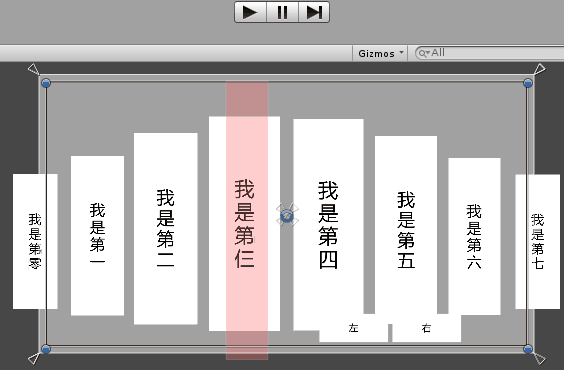 Gizmos
All
我是第零
我是第一
我是第二
我是第仨
我是第四
我是第五
我是第六
我是第七
左
右